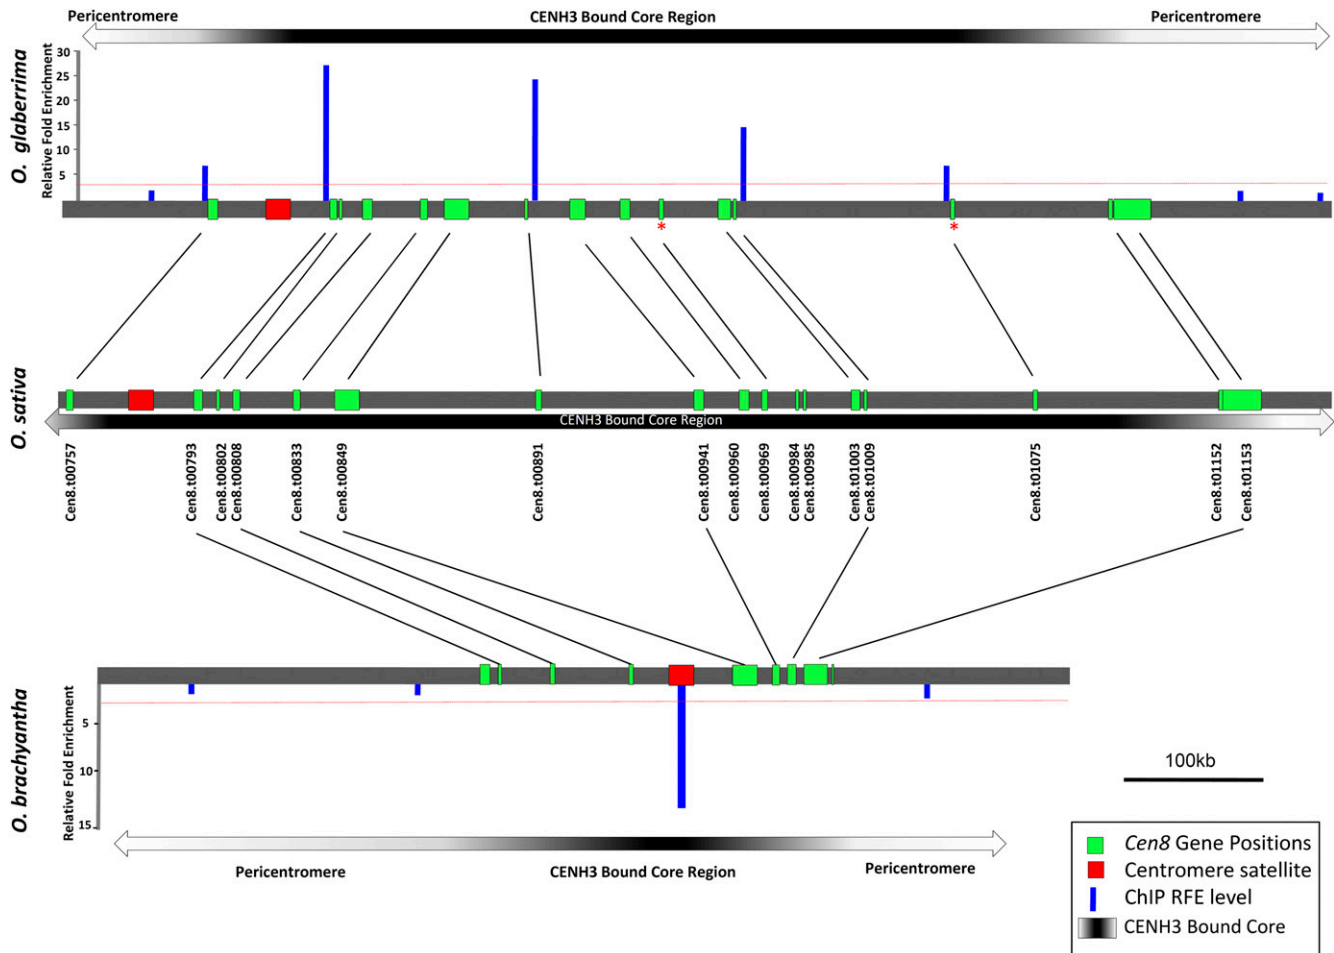 Pericentromere
CENH3 Bound Core Region
Pericentromere
O. glaberrima
Relative Fold Enrichment
30
25
20
15
10
5
*
*
O. sativa
CENH3 Bound Core Region
Cen8.t00757
Cen8.t00793
Cen8.t00802
Cen8.t00808
Cen8.t00833
Cen8.t00849
Cen8.t00891
Cen8.t00941
Cen8.t00960
Cen8.t00969
Cen8.t00984
Cen8.t00985
Cen8.t01003
Cen8.t01009
Cen8.t01075
Cen8.t01152
Cen8.t01153
O. brachyantha
Relative Fold Enrichment
5
10
15
Pericentromere
CENH3 Bound Core Region
Pericentromere
100kb
Cen8 Gene Positions
Centromere satellite
ChIP RFE level
CENH3 Bound Core